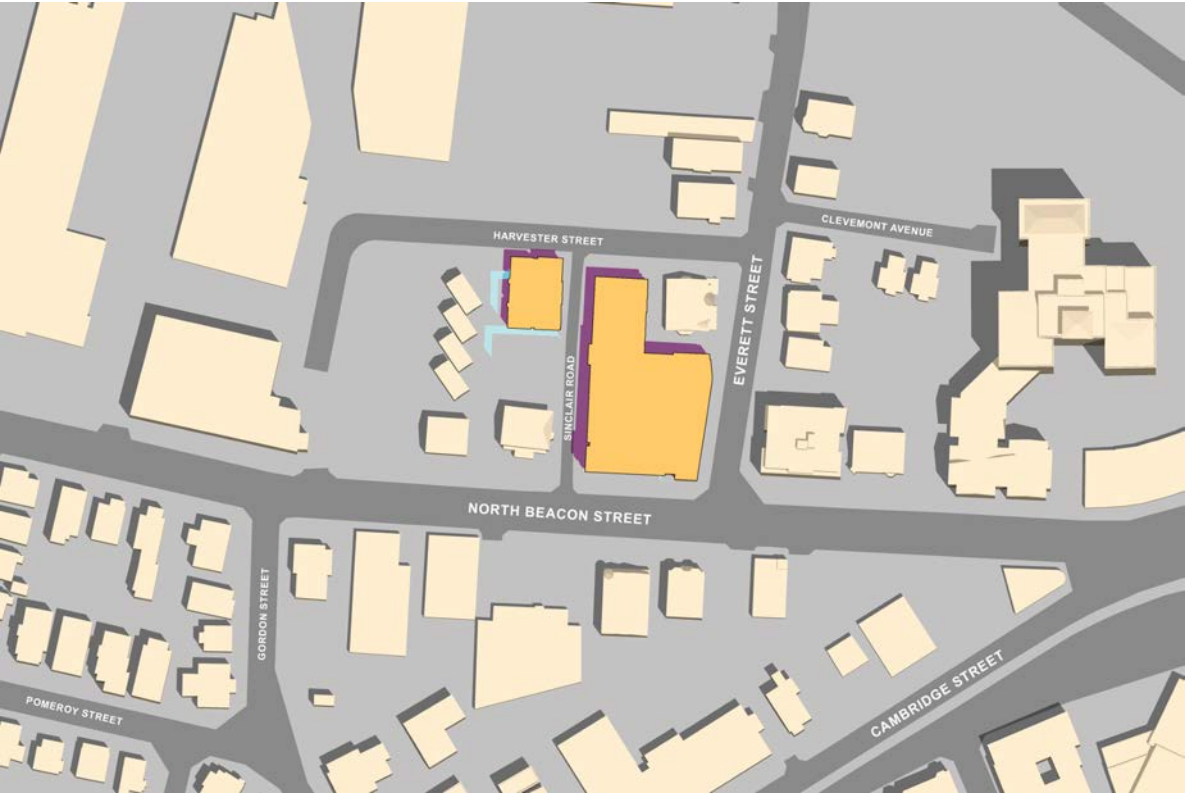 CLEVEMONT AVENUE
HARVESTER STREET
EVERETT STREET
SINCLAIR ROAD
NORTH BEACON STREET
GORDON STREET
CAMBRIDGE STREET
POMEROY STREET